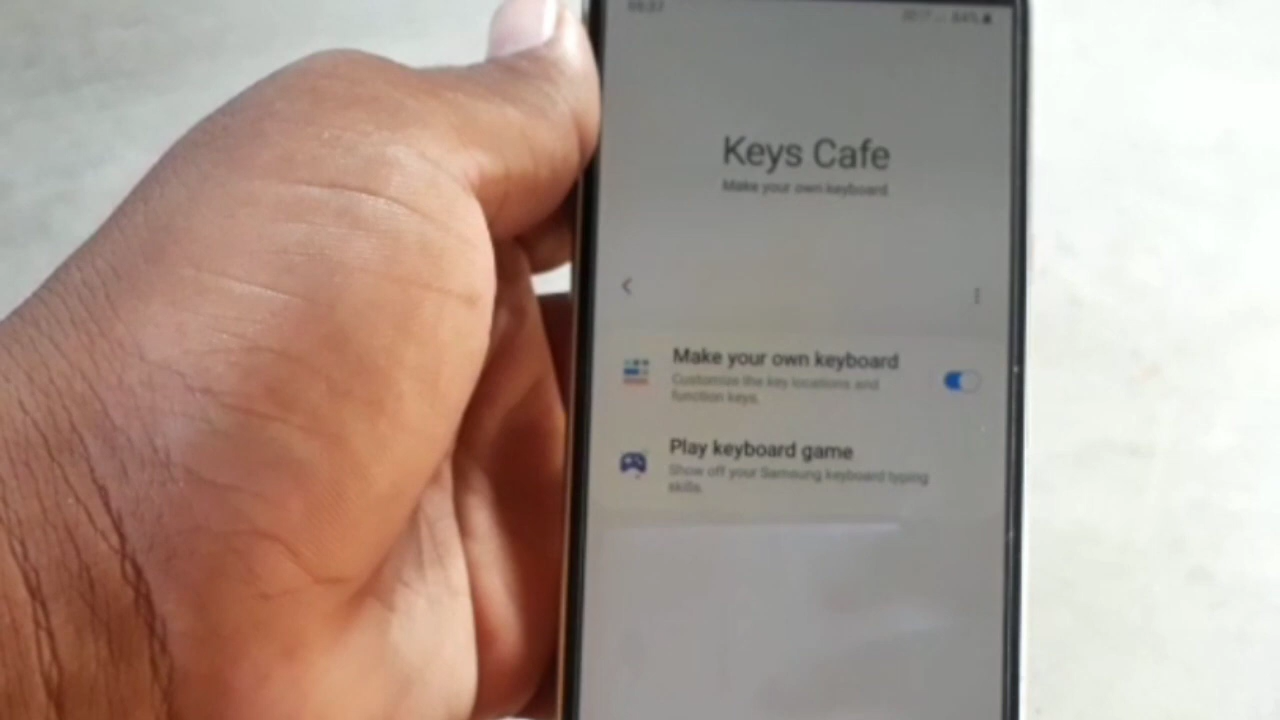 Keys Cafe
Make your own keyboard
Make your own keyboard
Customize the key locations and
function keys.
Play keyboard game
Show off your Samsung keyboard typing
skills.